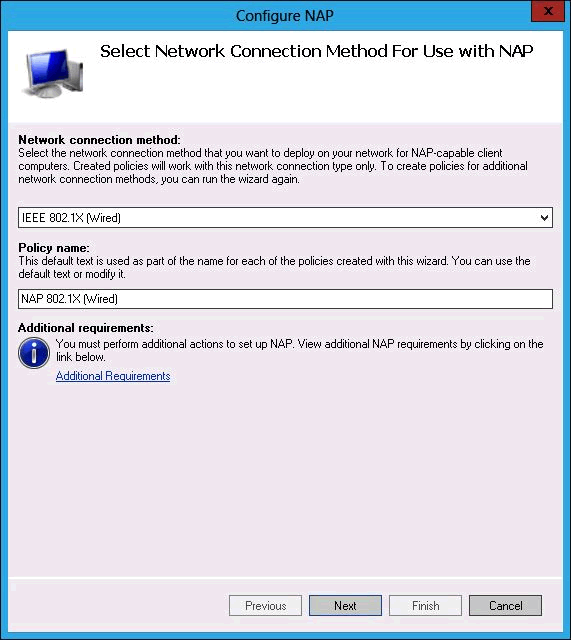 Configure NAP
x
Select Network Connection Method For Use with NAP
Network connection method:
Select the network connection method that you want to deploy on your network for NAP-capable client
computers. Created policies will work with this network connection type only. To create policies for additional
network connection methods, you can run the wizard again.
IEEE 802.1X (Wired)
Policy name:
This default text is used as part of the name for each of the policies created with this wizard. You can use the
default text or modify it.
NAP 802.1X (Wired)
Additional requirements:
You must perform additional actions to set up NAP. View additional NAP requirements by clicking on the
link below.
Additional Requirements
Previous Next Finish Cancel